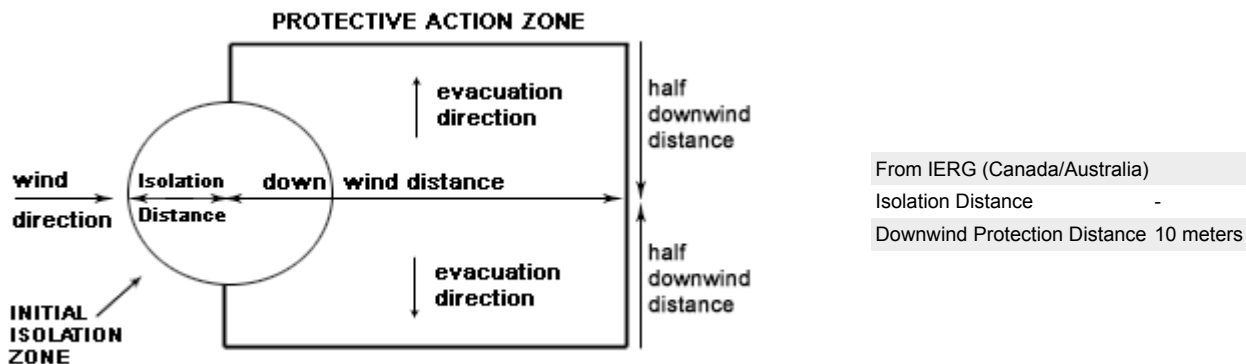 PROTECTIVE ACTION ZONE
evacuation
direction
half
downwind
distance
wind
direction
Isolation
Distance
down wind distance
evacuation
direction
half
downwind
distance
INITIAL
ISOLATION
ZONE
From IERG (Canada/Australia)
Isolation Distance -
Downwind Protection Distance 10 meters